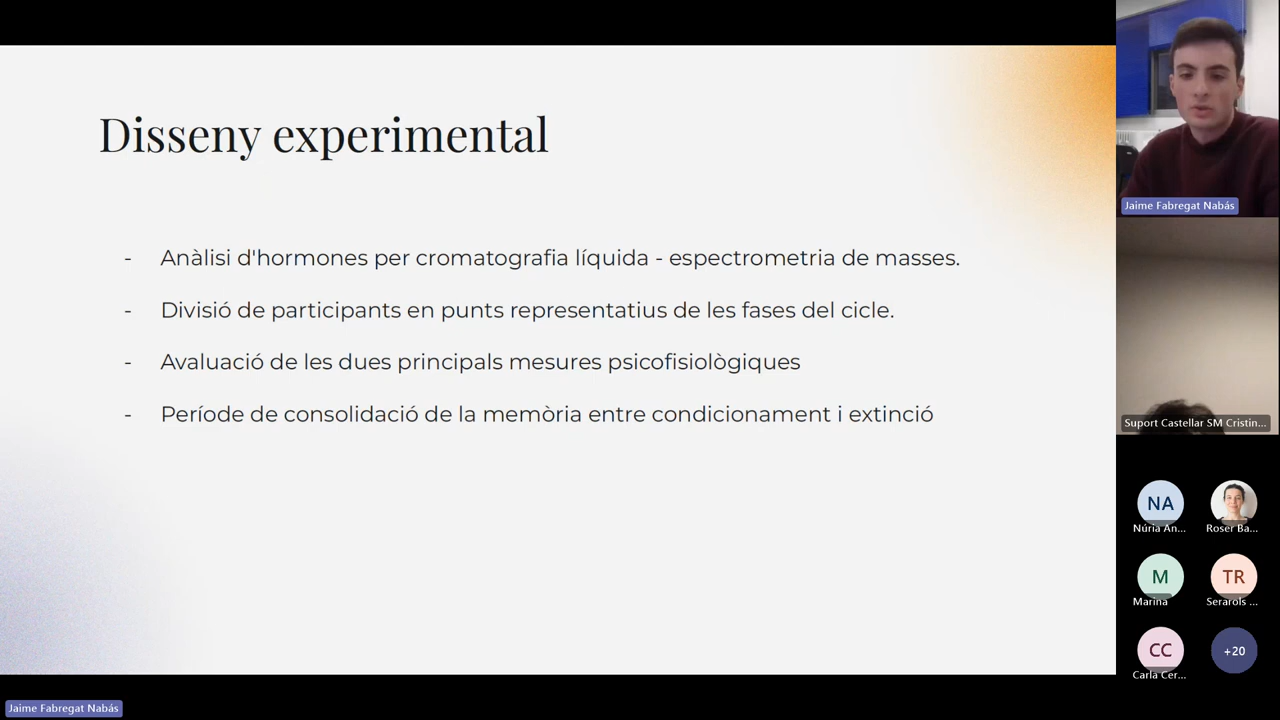 Disseny experimental
- Anàlisi d'hormones per cromatografia líquida - espectrometria de masses.
- Divisió de participants en punts representatius de les fases del cicle.
- Avaluació de les dues principals mesures psicofisiològiques
- Període de consolidació de la memòria entre condicionament i extinció
Jaime Fabregat Nabás
Jaime Fabregat Nabás
Suport Castellar SM Cristin...
NA
Núria An...
Roser Ba...
M
Marina
TR
Serarols ...
CC
Carla Cer...
+20